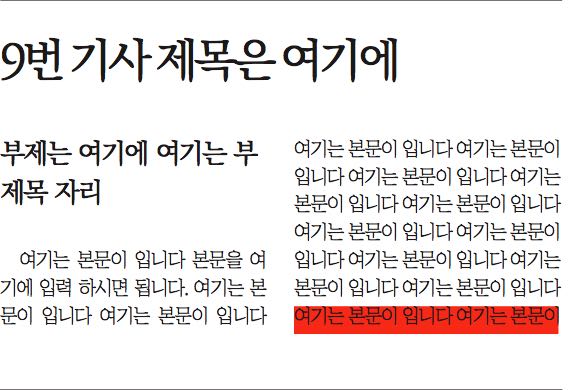 9번 기사 제목은 여기에
부제는 여기에 여기는 부
제목 자리
여기는 본문이 입니다 본문을 여
기에 입력 하시면 됩니다. 여기는 본
문이 입니다 여기는 본문이 입니다
여기는 본문이 입니다 여기는 본문이
입니다 여기는 본문이 입니다 여기는
본문이 입니다 여기는 본문이 입니다
여기는 본문이 입니다 여기는 본문이
입니다 여기는 본문이 입니다 여기는
본문이 입니다 여기는 본문이 입니다
여기는 본문이 입니다 여기는 본문이